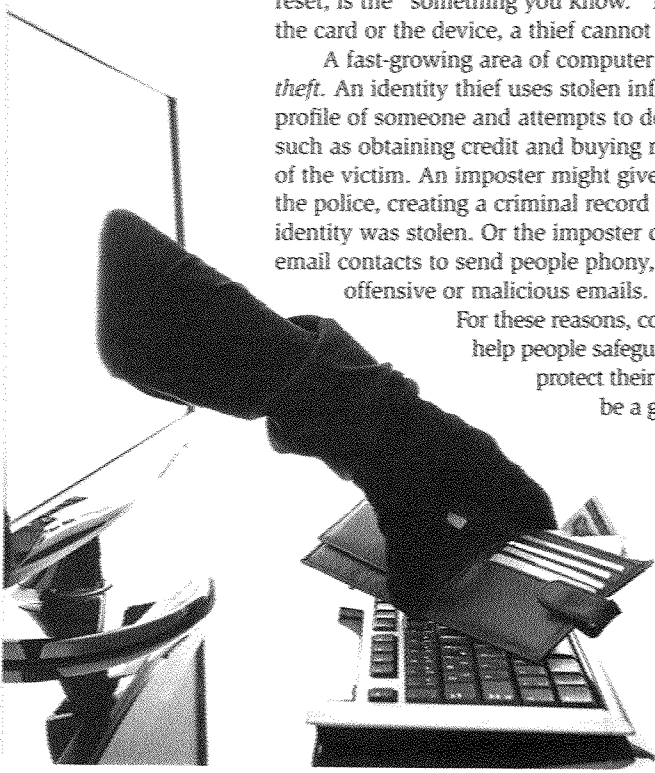 reset, is the "something you know."
the card or the device, a thief cannot
A fast-growing area of computer
theft. An identity thief uses stolen inf
profile of someone and attempts to d
such as obtaining credit and buying
of the victim. An imposter might give
the police, creating a criminal record
identity was stolen. Or the imposter
email contacts to send people phony,
offensive or malicious emails.
For these reasons, co
help people safegu
protect their
be a g